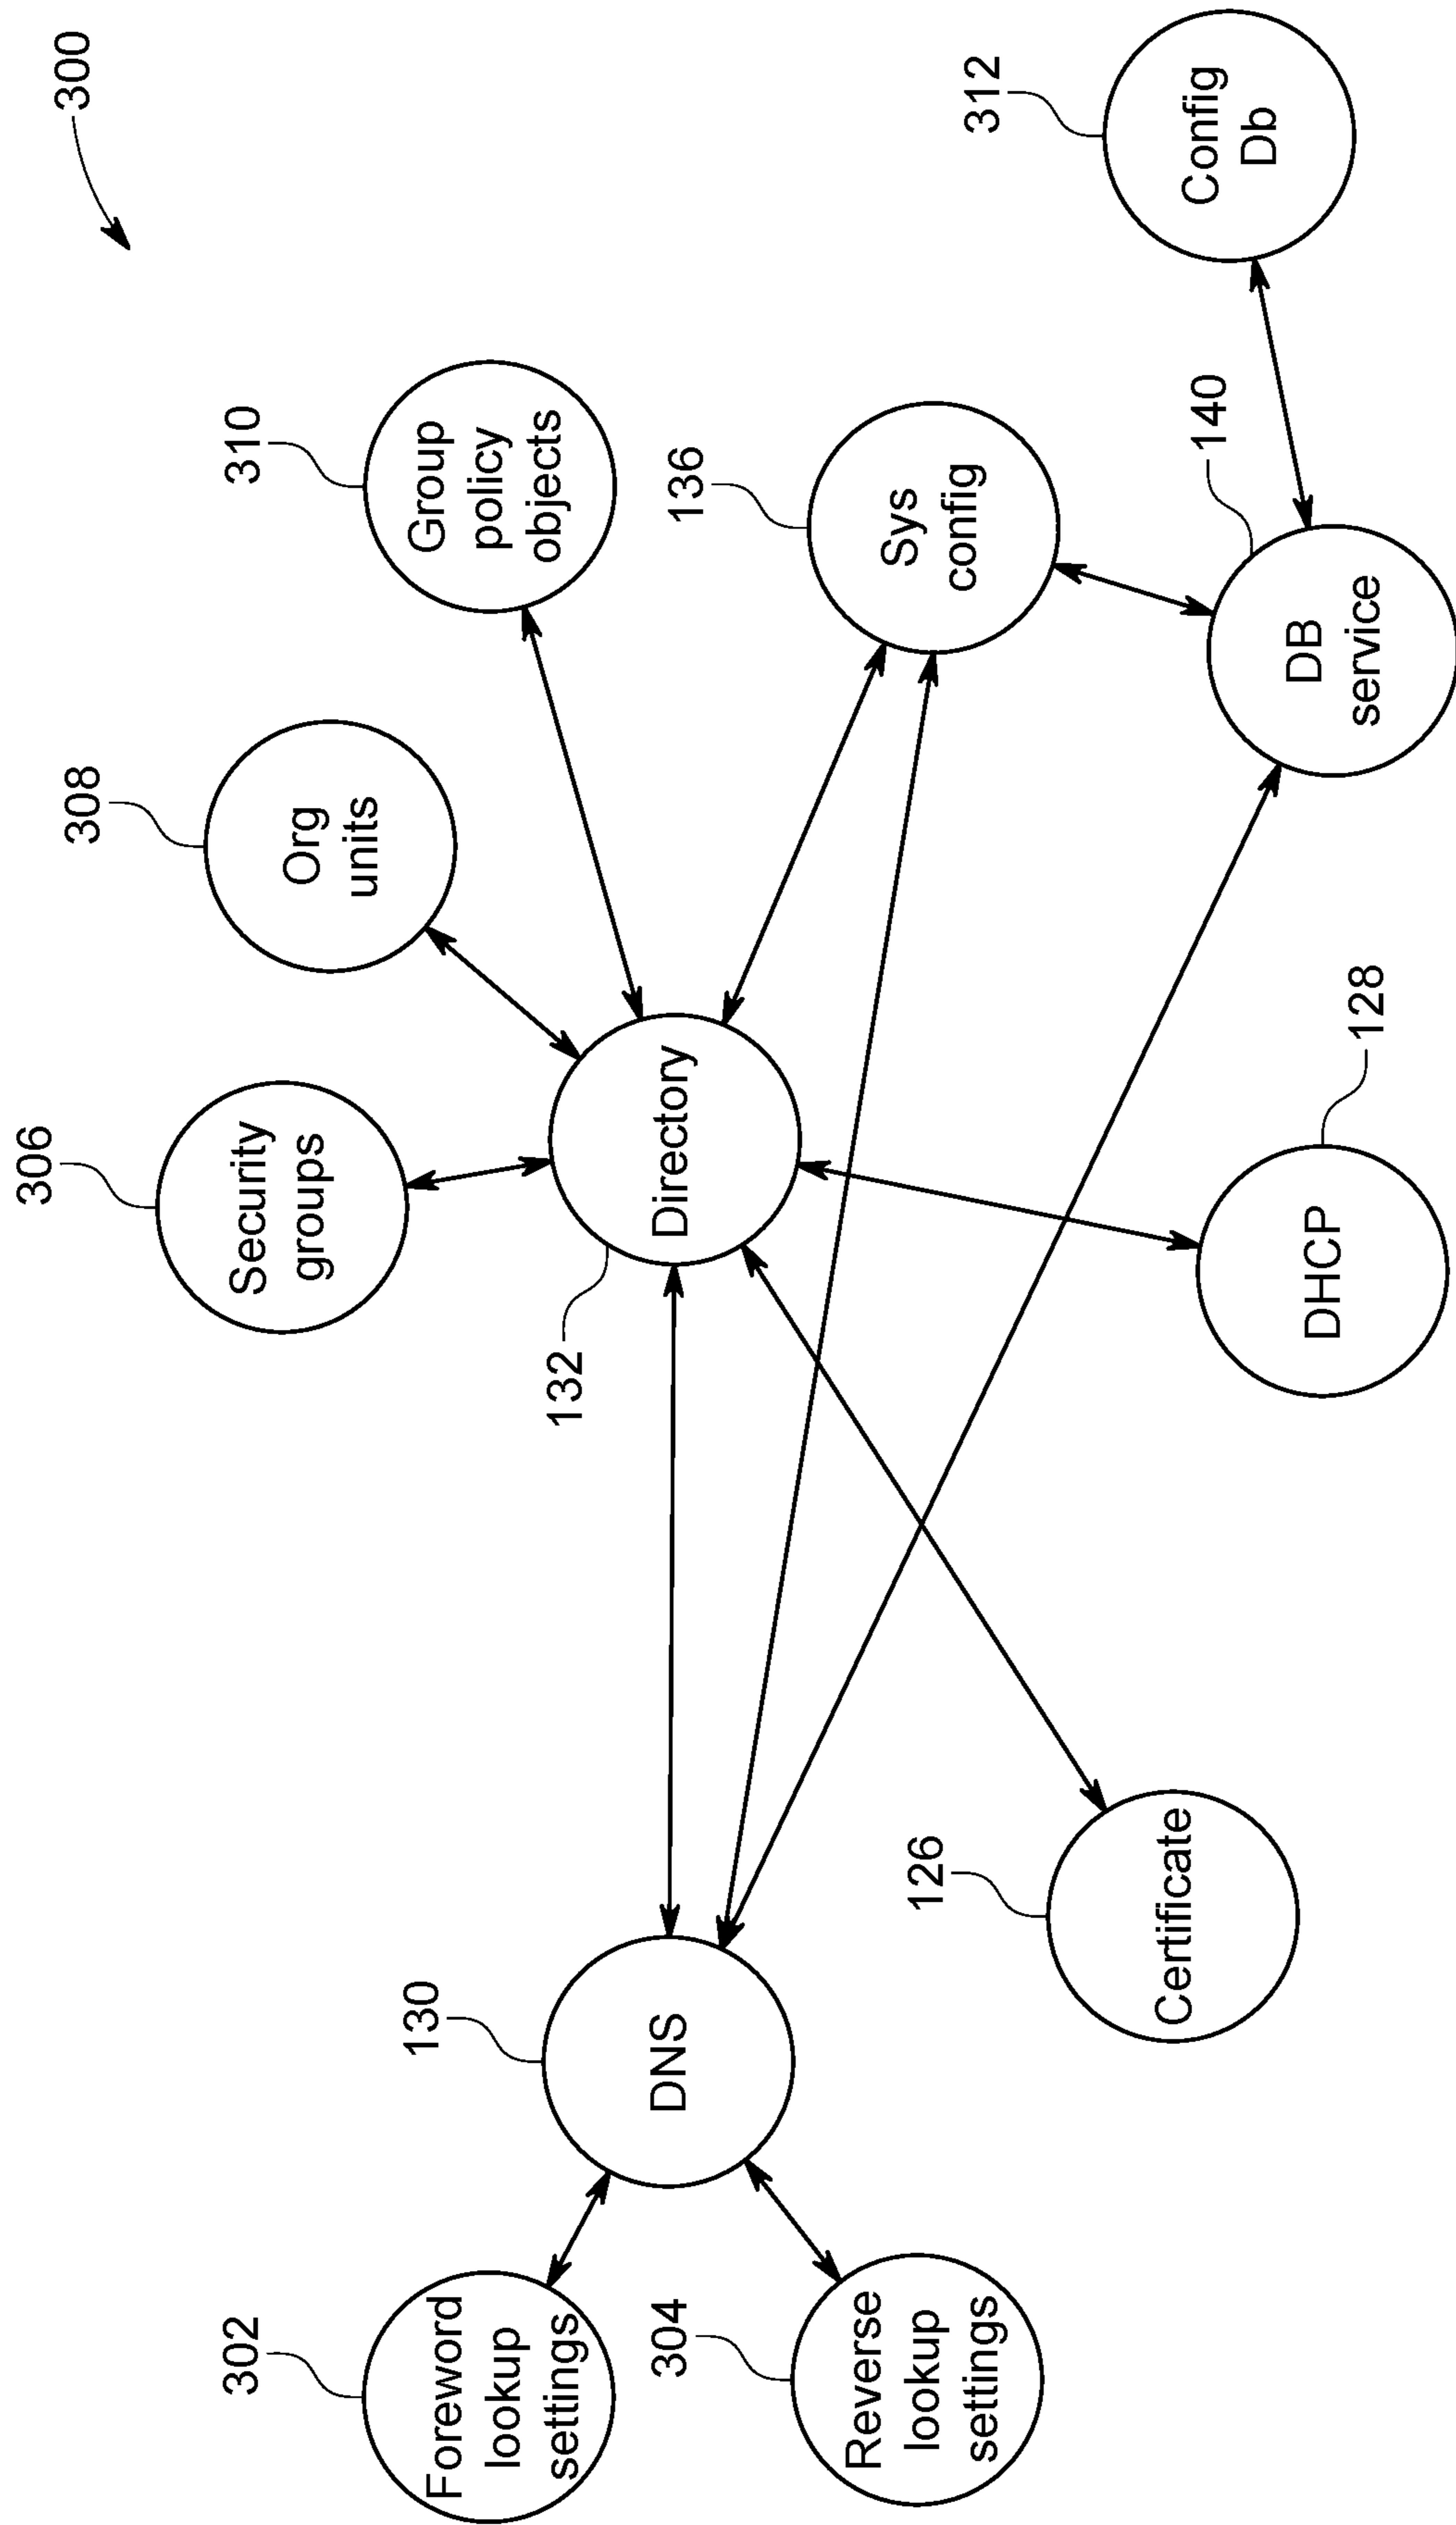 300
306
Security
groups
308
Org
units
310
Group
policy
objects
302
Foreword
lookup
settings
130
DNS
132
Directory
136
Sys
config
312
Config
Db
304
Reverse
lookup
settings
126
Certificate
128
DHCP
140
DB
service